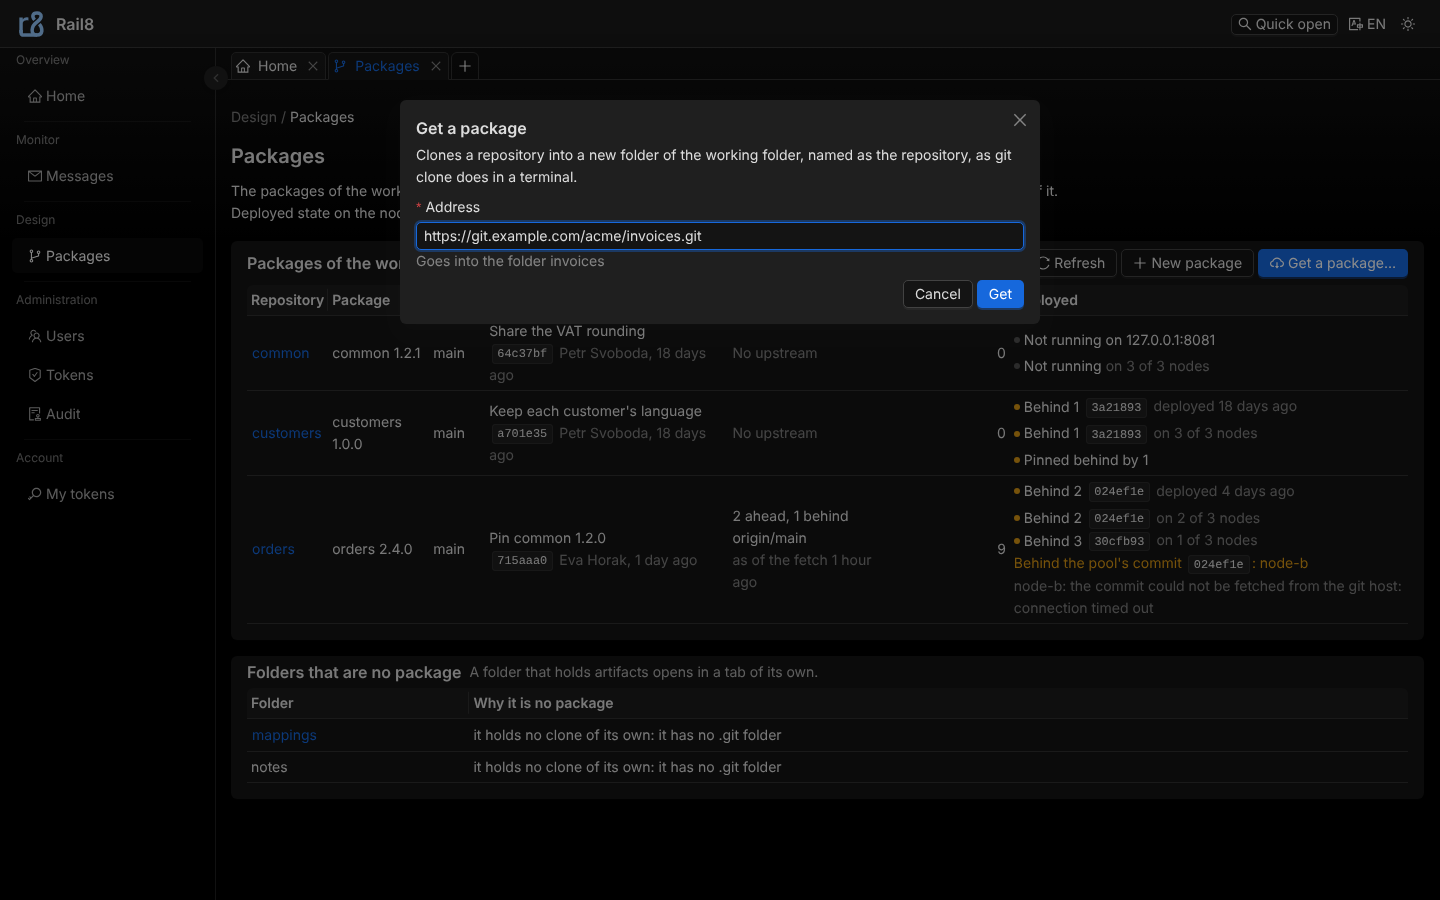 Rail8
Quick open
EN
Overview
Home
Monitor
Messages
Design
Packages
Administration
Users
Tokens
Audit
Account
My tokens
Home
Packages
Design / Packages
Packages
The packages of the work
f it.
Deployed state on the noo
Get a package
Clones a repository into a new folder of the working folder, named as the repository, as git
clone does in a terminal.
* Address
https://git.example.com/acme/invoices.git
Goes into the folder invoices
Cancel
Get
Packages of the wor
Refresh
New package
Get a package...
Repository
Package
loyed
common
common 1.2.1
main
Share the VAT rounding
64c37bf Petr Svoboda, 18 days
ago
No upstream
0
Not running on 127.0.0.1:8081
Not running on 3 of 3 nodes
customers
customers
1.0.0
main
Keep each customer's language
a701e35 Petr Svoboda, 18 days
ago
No upstream
0
Behind 1 3a21893 deployed 18 days ago
Behind 1 3a21893 on 3 of 3 nodes
Pinned behind by 1
orders
orders 2.4.0
main
Pin common 1.2.0
715aaa0 Eva Horak, 1 day ago
2 ahead, 1 behind
origin/main
as of the fetch 1 hour
ago
9
Behind 2 024ef1e deployed 4 days ago
Behind 2 024ef1e on 2 of 3 nodes
Behind 3 30cfb93 on 1 of 3 nodes
Behind the pool's commit 024ef1e : node-b
node-b: the commit could not be fetched from the git host:
connection timed out
Folders that are no package
A folder that holds artifacts opens in a tab of its own.
Folder
Why it is no package
mappings
it holds no clone of its own: it has no .git folder
notes
it holds no clone of its own: it has no .git folder